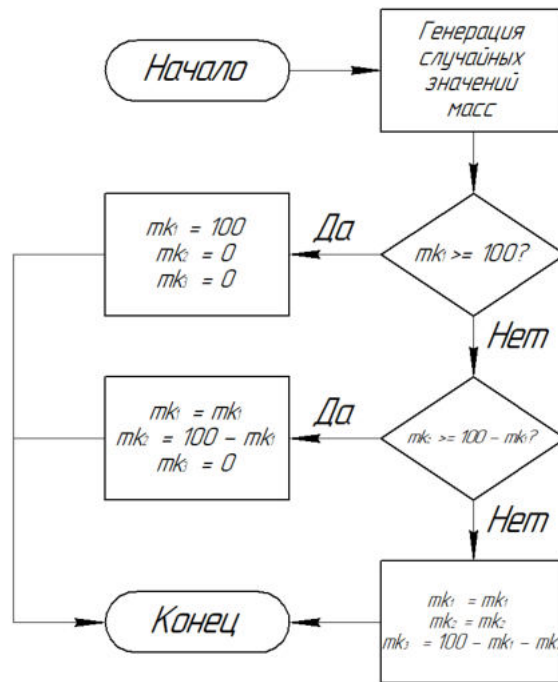 Начало
Генерация
случайных
значений
масс
mk₁ >= 100?
Да
mk₁ = 100
mk₂ = 0
mk₃ = 0
Нет
mk₂ >= 100 - mk₁?
Да
mk₁ = mk₁
mk₂ = 100 - mk₁
mk₃ = 0
Нет
mk₁ = mk₁
mk₂ = mk₂
mk₃ = 100 - mk₁ - mk
Конец